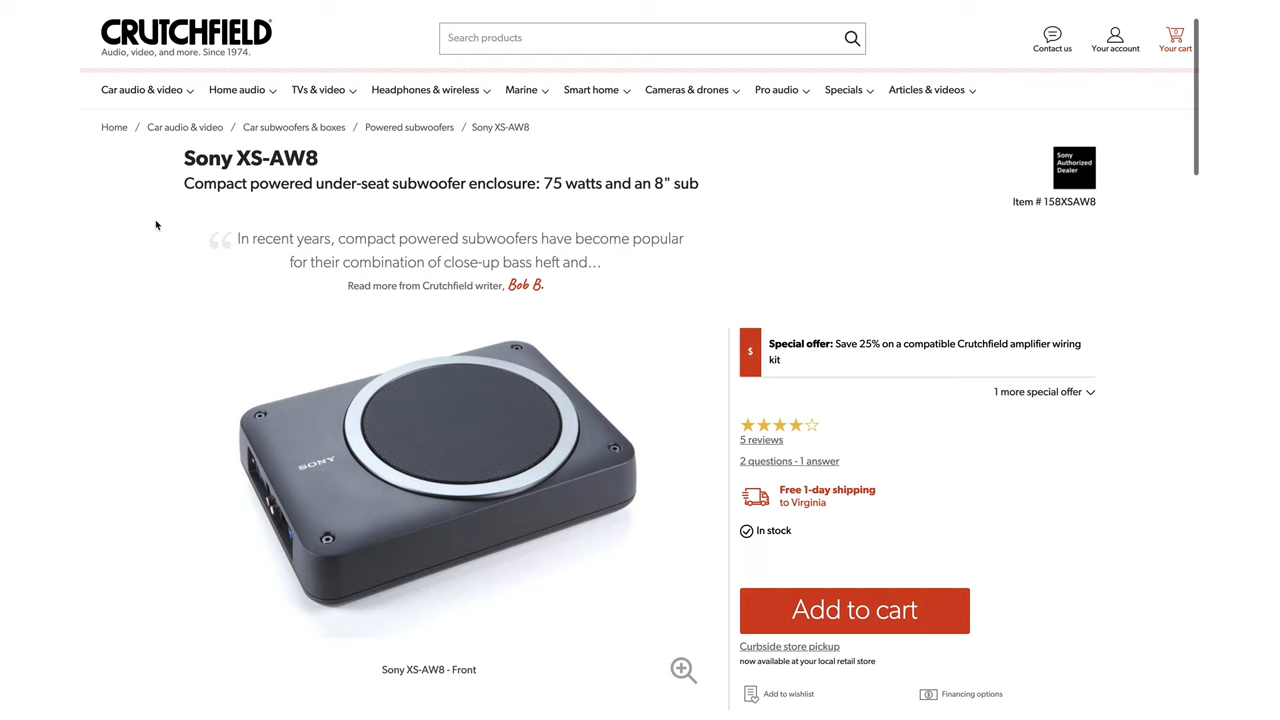 CRUTCHFIELD
Audio, video, and more. Since 1974.
Search products
Contact us
Your account
0
Your cart
Car audio & video
Home audio
TVs & video
Headphones & wireless
Marine
Smart home
Cameras & drones
Pro audio
Specials
Articles & videos
Home / Car audio & video / Car subwoofers & boxes / Powered subwoofers / Sony XS-AW8
Sony XS-AW8
Compact powered under-seat subwoofer enclosure: 75 watts and an 8" sub
Sony
Authorized
Dealer
Item # 158XSAW8
“ In recent years, compact powered subwoofers have become popular
for their combination of close-up bass heft and...
Read more from Crutchfield writer, Bob B.
SONY
Sony XS-AW8 - Front
$
Special offer: Save 25% on a compatible Crutchfield amplifier wiring
kit
1 more special offer
5 reviews
2 questions - 1 answer
Free 1-day shipping
to Virginia
In stock
Add to cart
Curbside store pickup
now available at your local retail store
Add to wishlist
Financing options